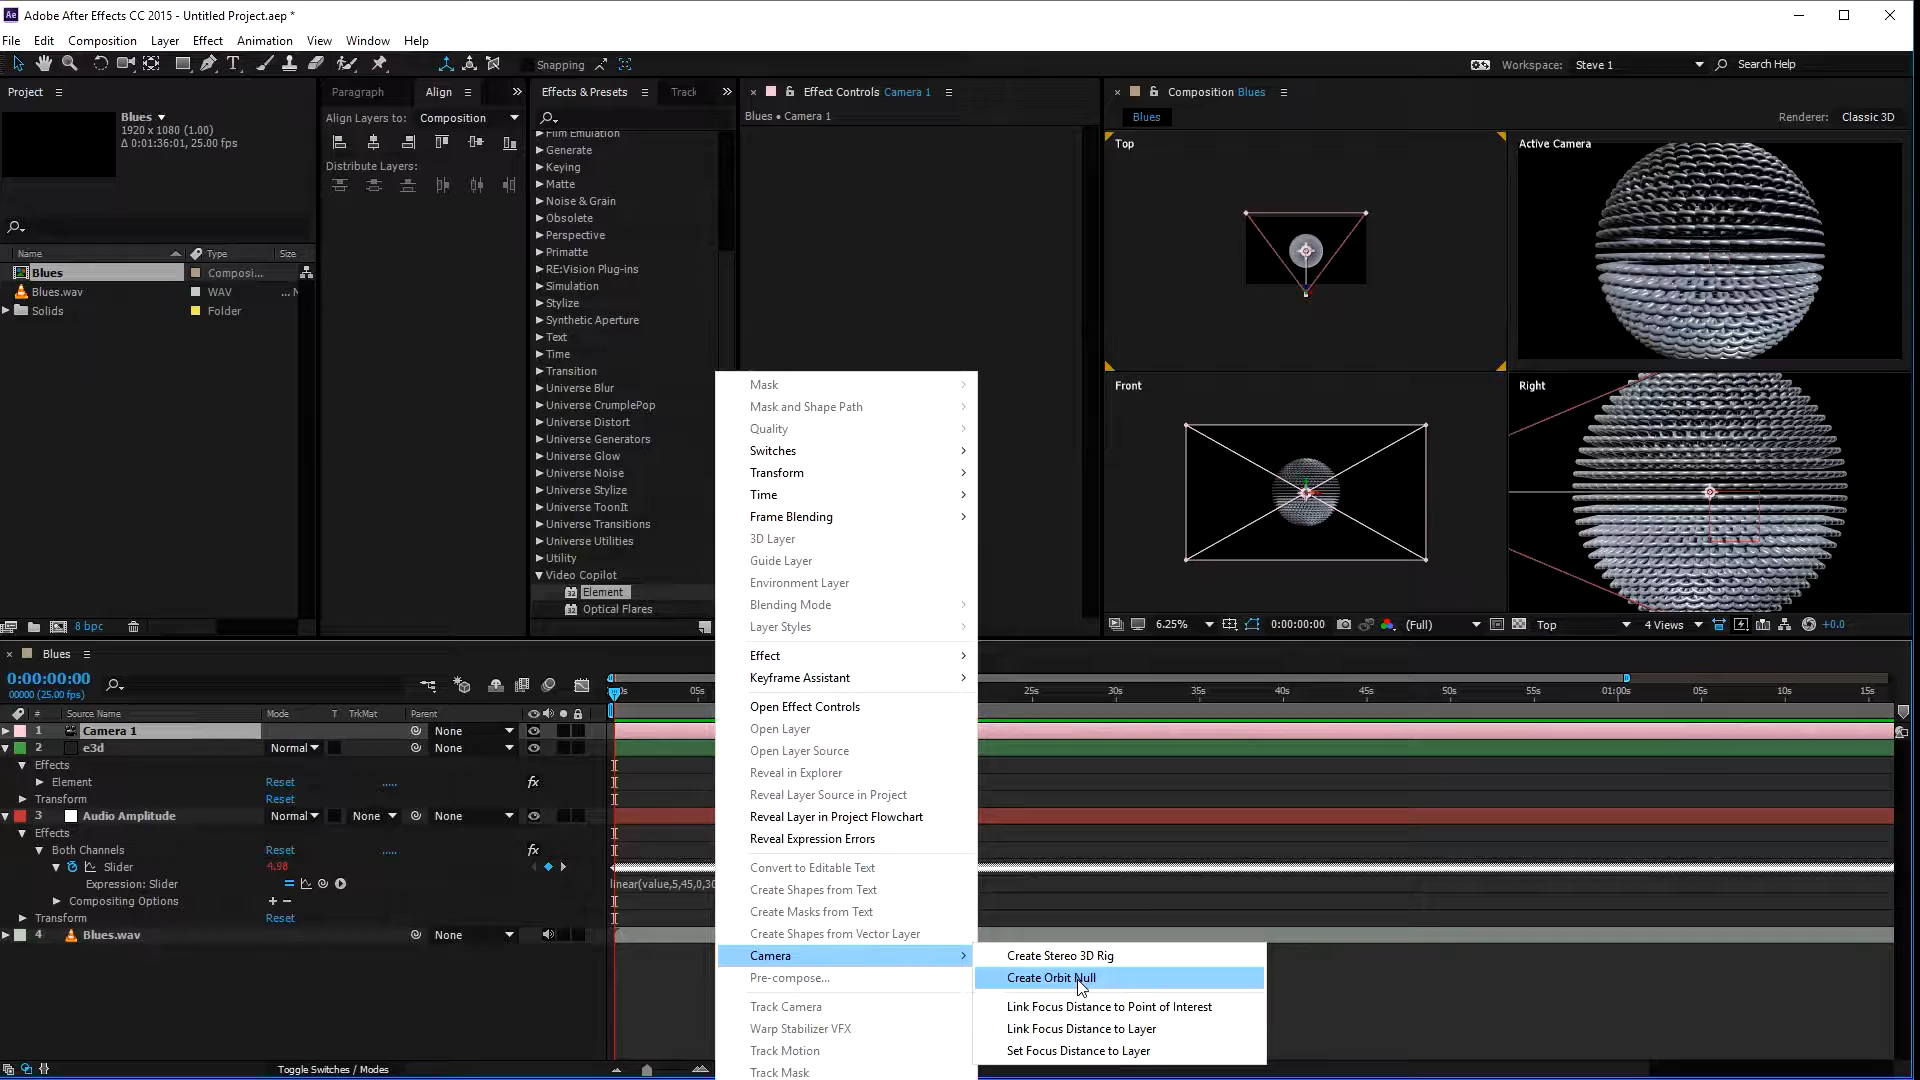 Ae Adobe After Effects CC 2015 - Untitled Project.aep *
File Edit Composition Layer Effect Animation View Window Help
Snapping Workspace: Steve 1 Search Help
Project
Blues
1920 x 1080 (1.00)
Δ 0:01:36:01, 25.00 fps
Name Type Size
Blues Composi...
Blues.wav WAV
Solids Folder
8 bpc
Paragraph Align
Align Layers to: Composition
Distribute Layers:
Effects & Presets Track
Film Emulation
Generate
Keying
Matte
Noise & Grain
Obsolete
Perspective
Primatte
RE:Vision Plug-ins
Simulation
Stylize
Synthetic Aperture
Text
Time
Transition
Universe Blur
Universe CrumplePop
Universe Distort
Universe Generators
Universe Glow
Universe Noise
Universe Stylize
Universe ToonIt
Universe Transitions
Universe Utilities
Utility
Video Copilot
Element
Optical Flares
Effect Controls Camera 1
Blues • Camera 1
Composition Blues
Blues
Renderer: Classic 3D
Top
Active Camera
Front
Right
6.25% 0:00:00:00 (Full) Top 4 Views +0.0
Mask
Mask and Shape Path
Quality
Switches
Transform
Time
Frame Blending
3D Layer
Guide Layer
Environment Layer
Blending Mode
Layer Styles
Effect
Keyframe Assistant
Open Effect Controls
Open Layer
Open Layer Source
Reveal in Explorer
Reveal Layer Source in Project
Reveal Layer in Project Flowchart
Reveal Expression Errors
Convert to Editable Text
Create Shapes from Text
Create Masks from Text
Create Shapes from Vector Layer
Camera
Pre-compose...
Track Camera
Warp Stabilizer VFX
Track Motion
Track Mask
Create Stereo 3D Rig
Create Orbit Null
Link Focus Distance to Point of Interest
Link Focus Distance to Layer
Set Focus Distance to Layer
Blues
0:00:00:00
00000 (25.00 fps)
05s 25s 30s 35s 40s 45s 50s 55s 01:00s 05s 10s 15s
# Source Name Mode T TrkMat Parent
1 Camera 1 None
2 e3d Normal None
Effects
Element Reset ..... fx
Transform Reset
3 Audio Amplitude Normal None None
Effects
Both Channels Reset ..... fx
Slider 4.98
Expression: Slider linear(value,5,45,0,30
Compositing Options + −
Transform Reset
4 Blues.wav None
Toggle Switches / Modes